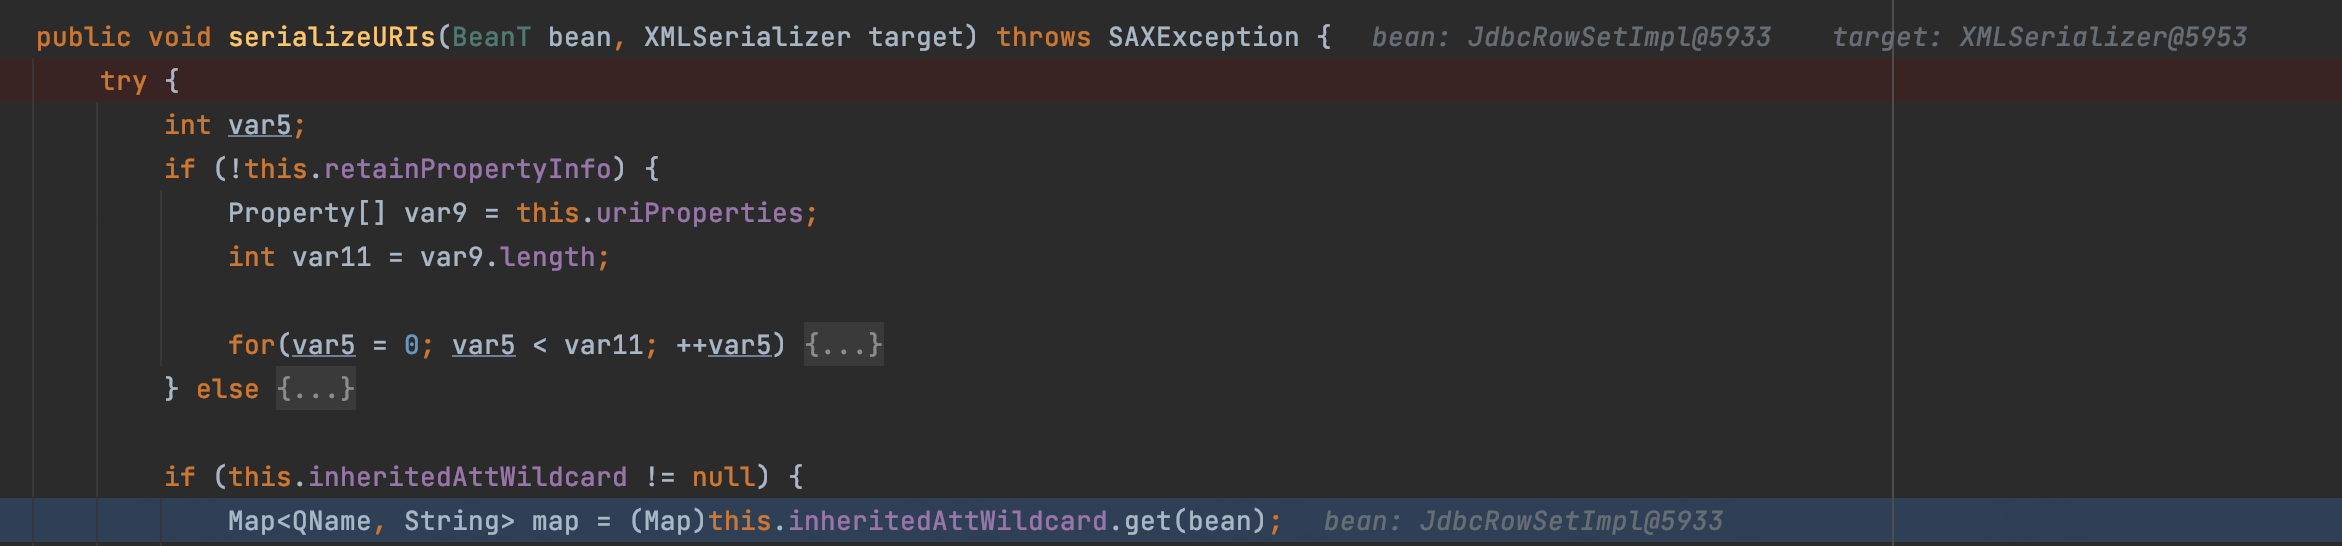 public void serializeURIs(BeanT bean, XMLSerializer target) throws SAXException {   bean: JdbcRowSetImpl@5933    target: XMLSerializer@5953
    try {
        int var5;
        if (!this.retainPropertyInfo) {
            Property[] var9 = this.uriProperties;
            int var11 = var9.length;
            for(var5 = 0; var5 < var11; ++var5) {...}
        } else {...}
        if (this.inheritedAttWildcard != null) {
            Map<QName, String> map = (Map)this.inheritedAttWildcard.get(bean);   bean: JdbcRowSetImpl@5933